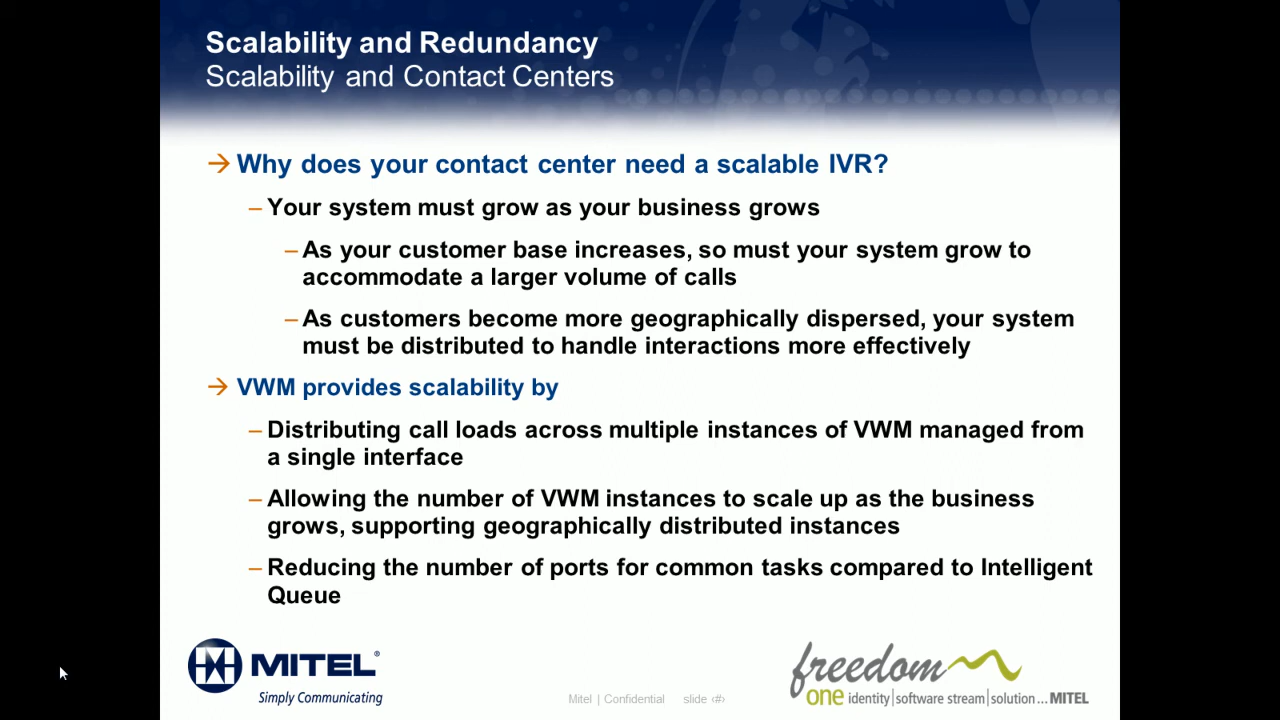 Scalability and Redundancy
Scalability and Contact Centers
→ Why does your contact center need a scalable IVR?
– Your system must grow as your business grows
– As your customer base increases, so must your system grow to
accommodate a larger volume of calls
– As customers become more geographically dispersed, your system
must be distributed to handle interactions more effectively
→ VWM provides scalability by
– Distributing call loads across multiple instances of VWM managed from
a single interface
– Allowing the number of VWM instances to scale up as the business
grows, supporting geographically distributed instances
– Reducing the number of ports for common tasks compared to Intelligent
Queue
MITEL®
Simply Communicating
Mitel | Confidential slide ‹#›
freedom
one identity | software stream | solution ... MITEL